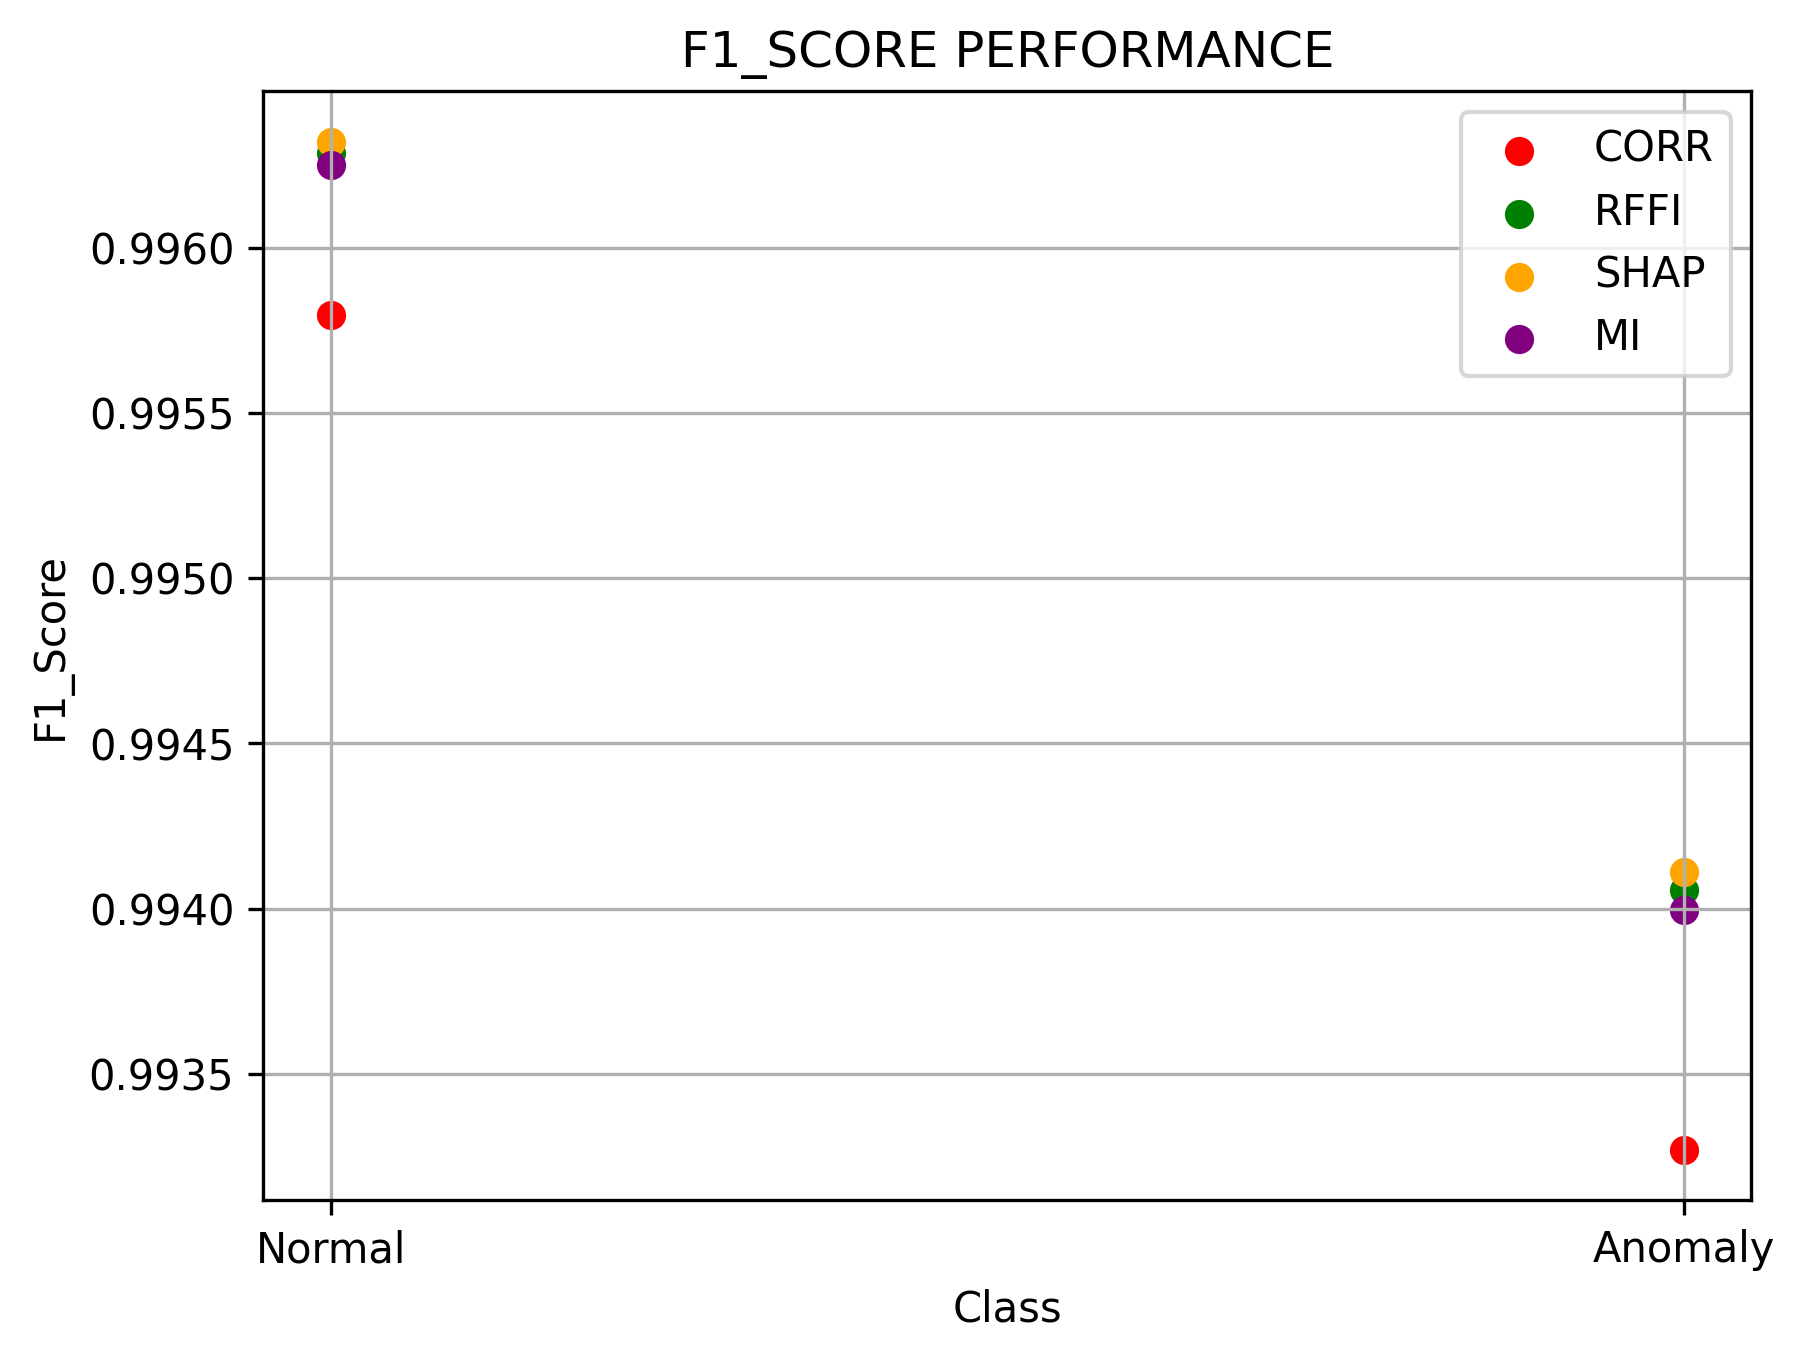 F1_SCORE PERFORMANCE
CORR
RFFI
SHAP
MI
0.9960
0.9955
0.9950
0.9945
0.9940
0.9935
F1_Score
Normal
Anomaly
Class